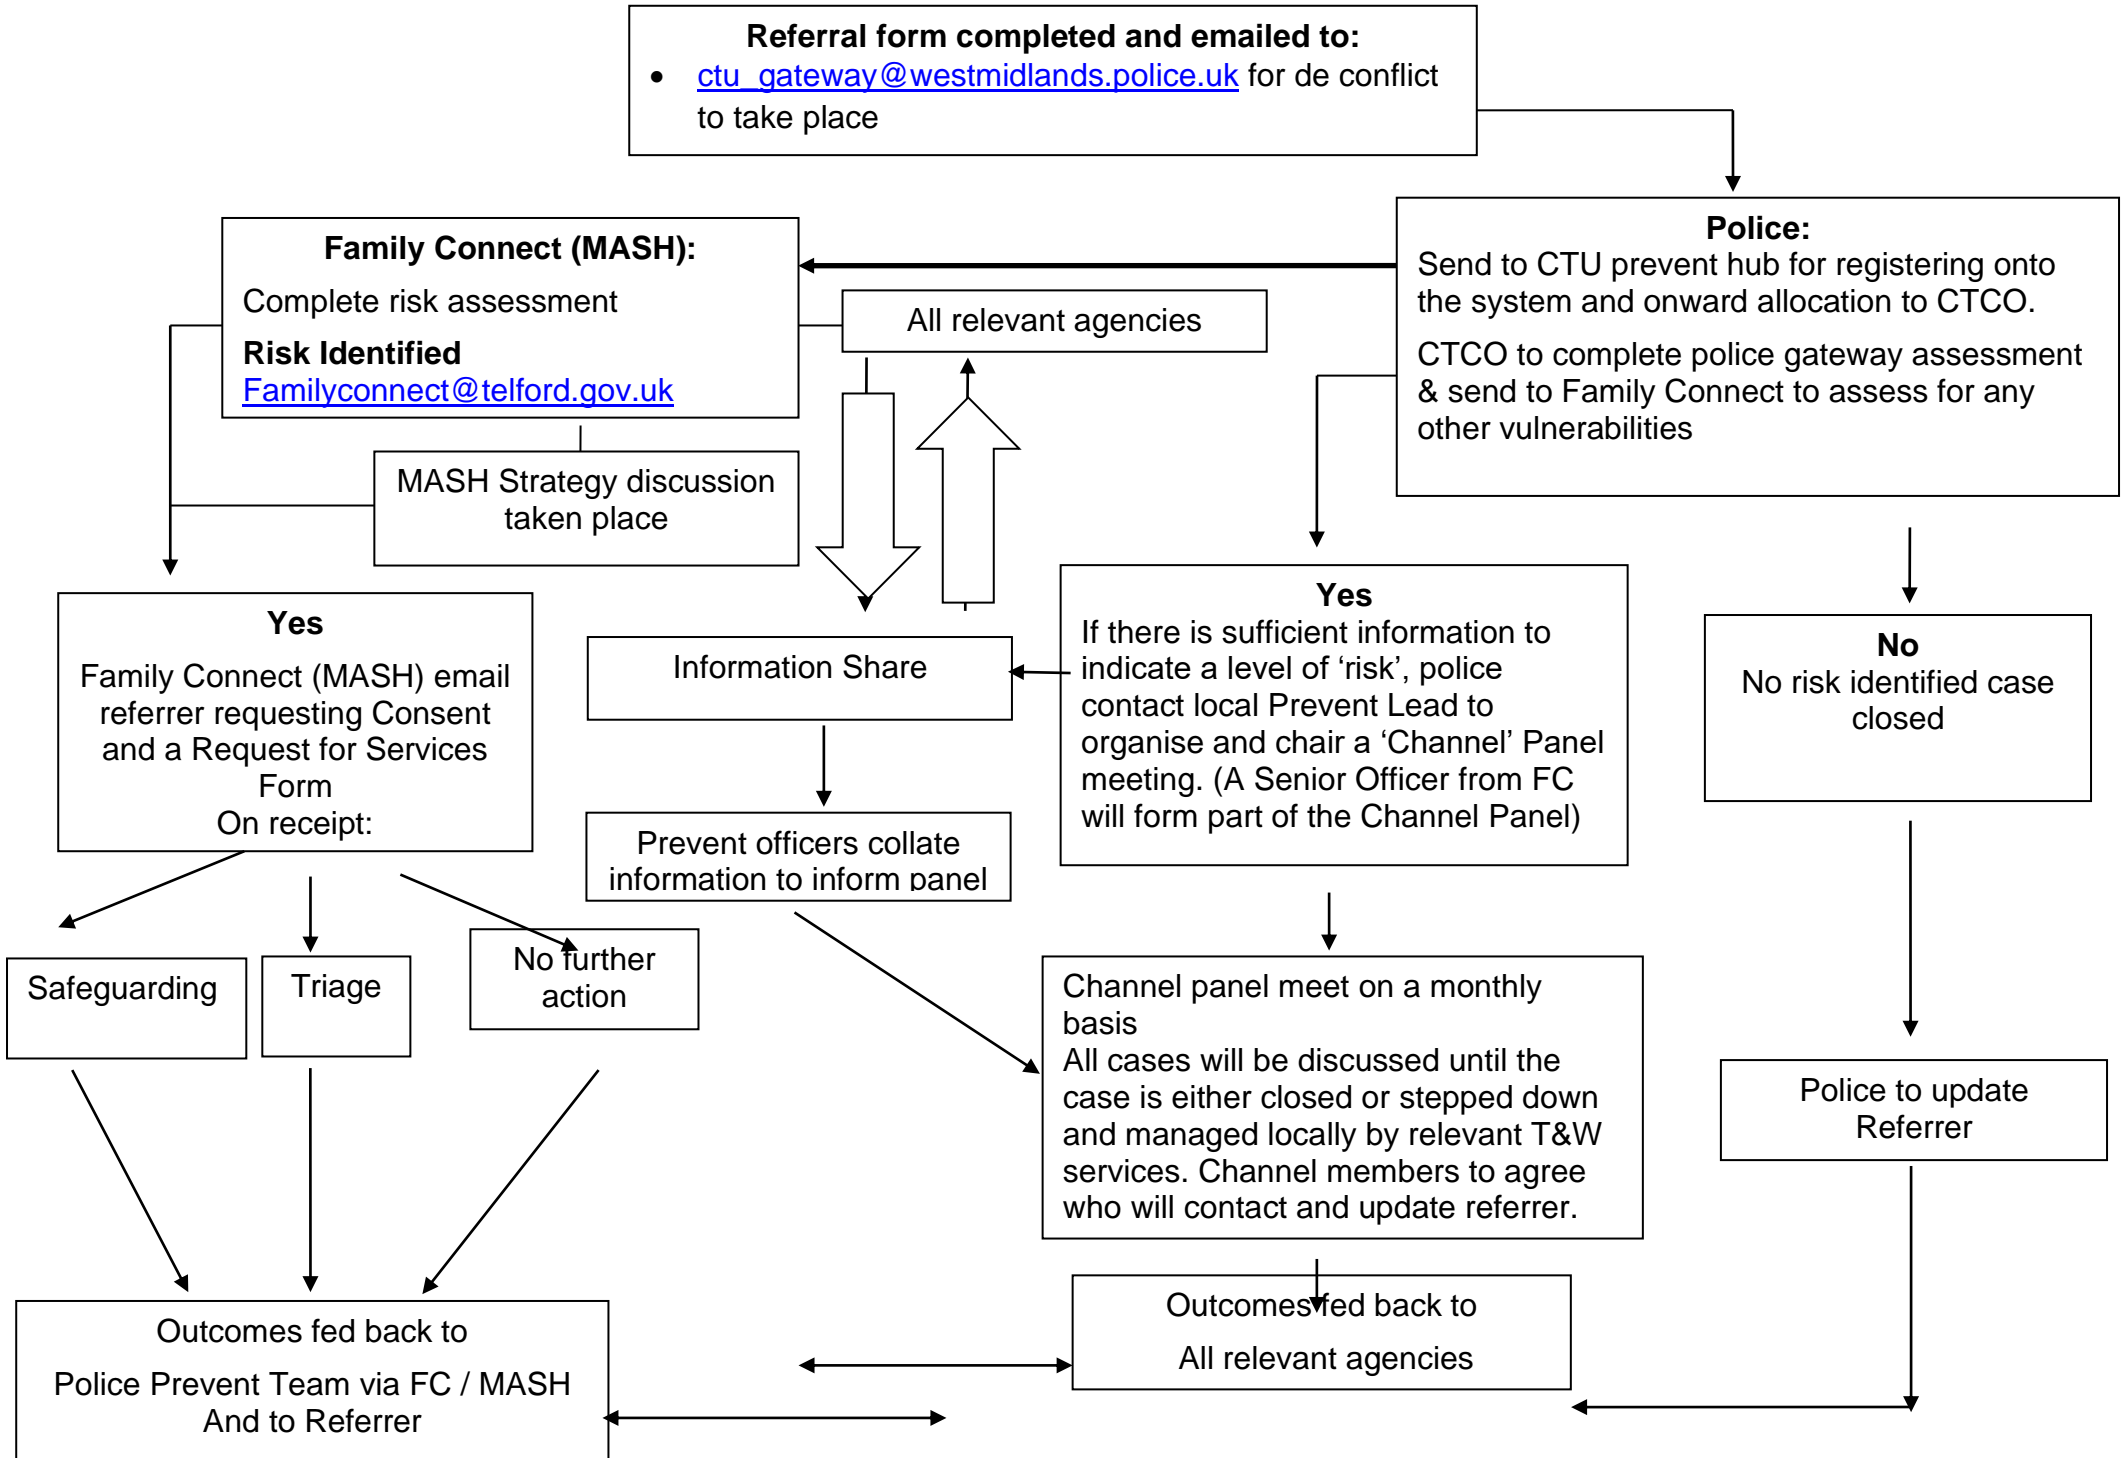 Referral form completed and emailed to:
• ctu_gateway@westmidlands.police.uk for de conflict
to take place
Family Connect (MASH):
Complete risk assessment
Risk Identified
Familyconnect@telford.gov.uk
All relevant agencies
Police:
Send to CTU prevent hub for registering onto
the system and onward allocation to CTCO.
CTCO to complete police gateway assessment
& send to Family Connect to assess for any
other vulnerabilities
MASH Strategy discussion
taken place
Yes
Family Connect (MASH) email
referrer requesting Consent
and a Request for Services
Form
On receipt:
Information Share
Yes
If there is sufficient information to
indicate a level of ‘risk’, police
contact local Prevent Lead to
organise and chair a ‘Channel’ Panel
meeting. (A Senior Officer from FC
will form part of the Channel Panel)
No
No risk identified case
closed
Prevent officers collate
information to inform panel
Safeguarding
Triage
No further
action
Channel panel meet on a monthly
basis
All cases will be discussed until the
case is either closed or stepped down
and managed locally by relevant T&W
services. Channel members to agree
who will contact and update referrer.
Police to update
Referrer
Outcomes fed back to
Police Prevent Team via FC / MASH
And to Referrer
Outcomes fed back to
All relevant agencies